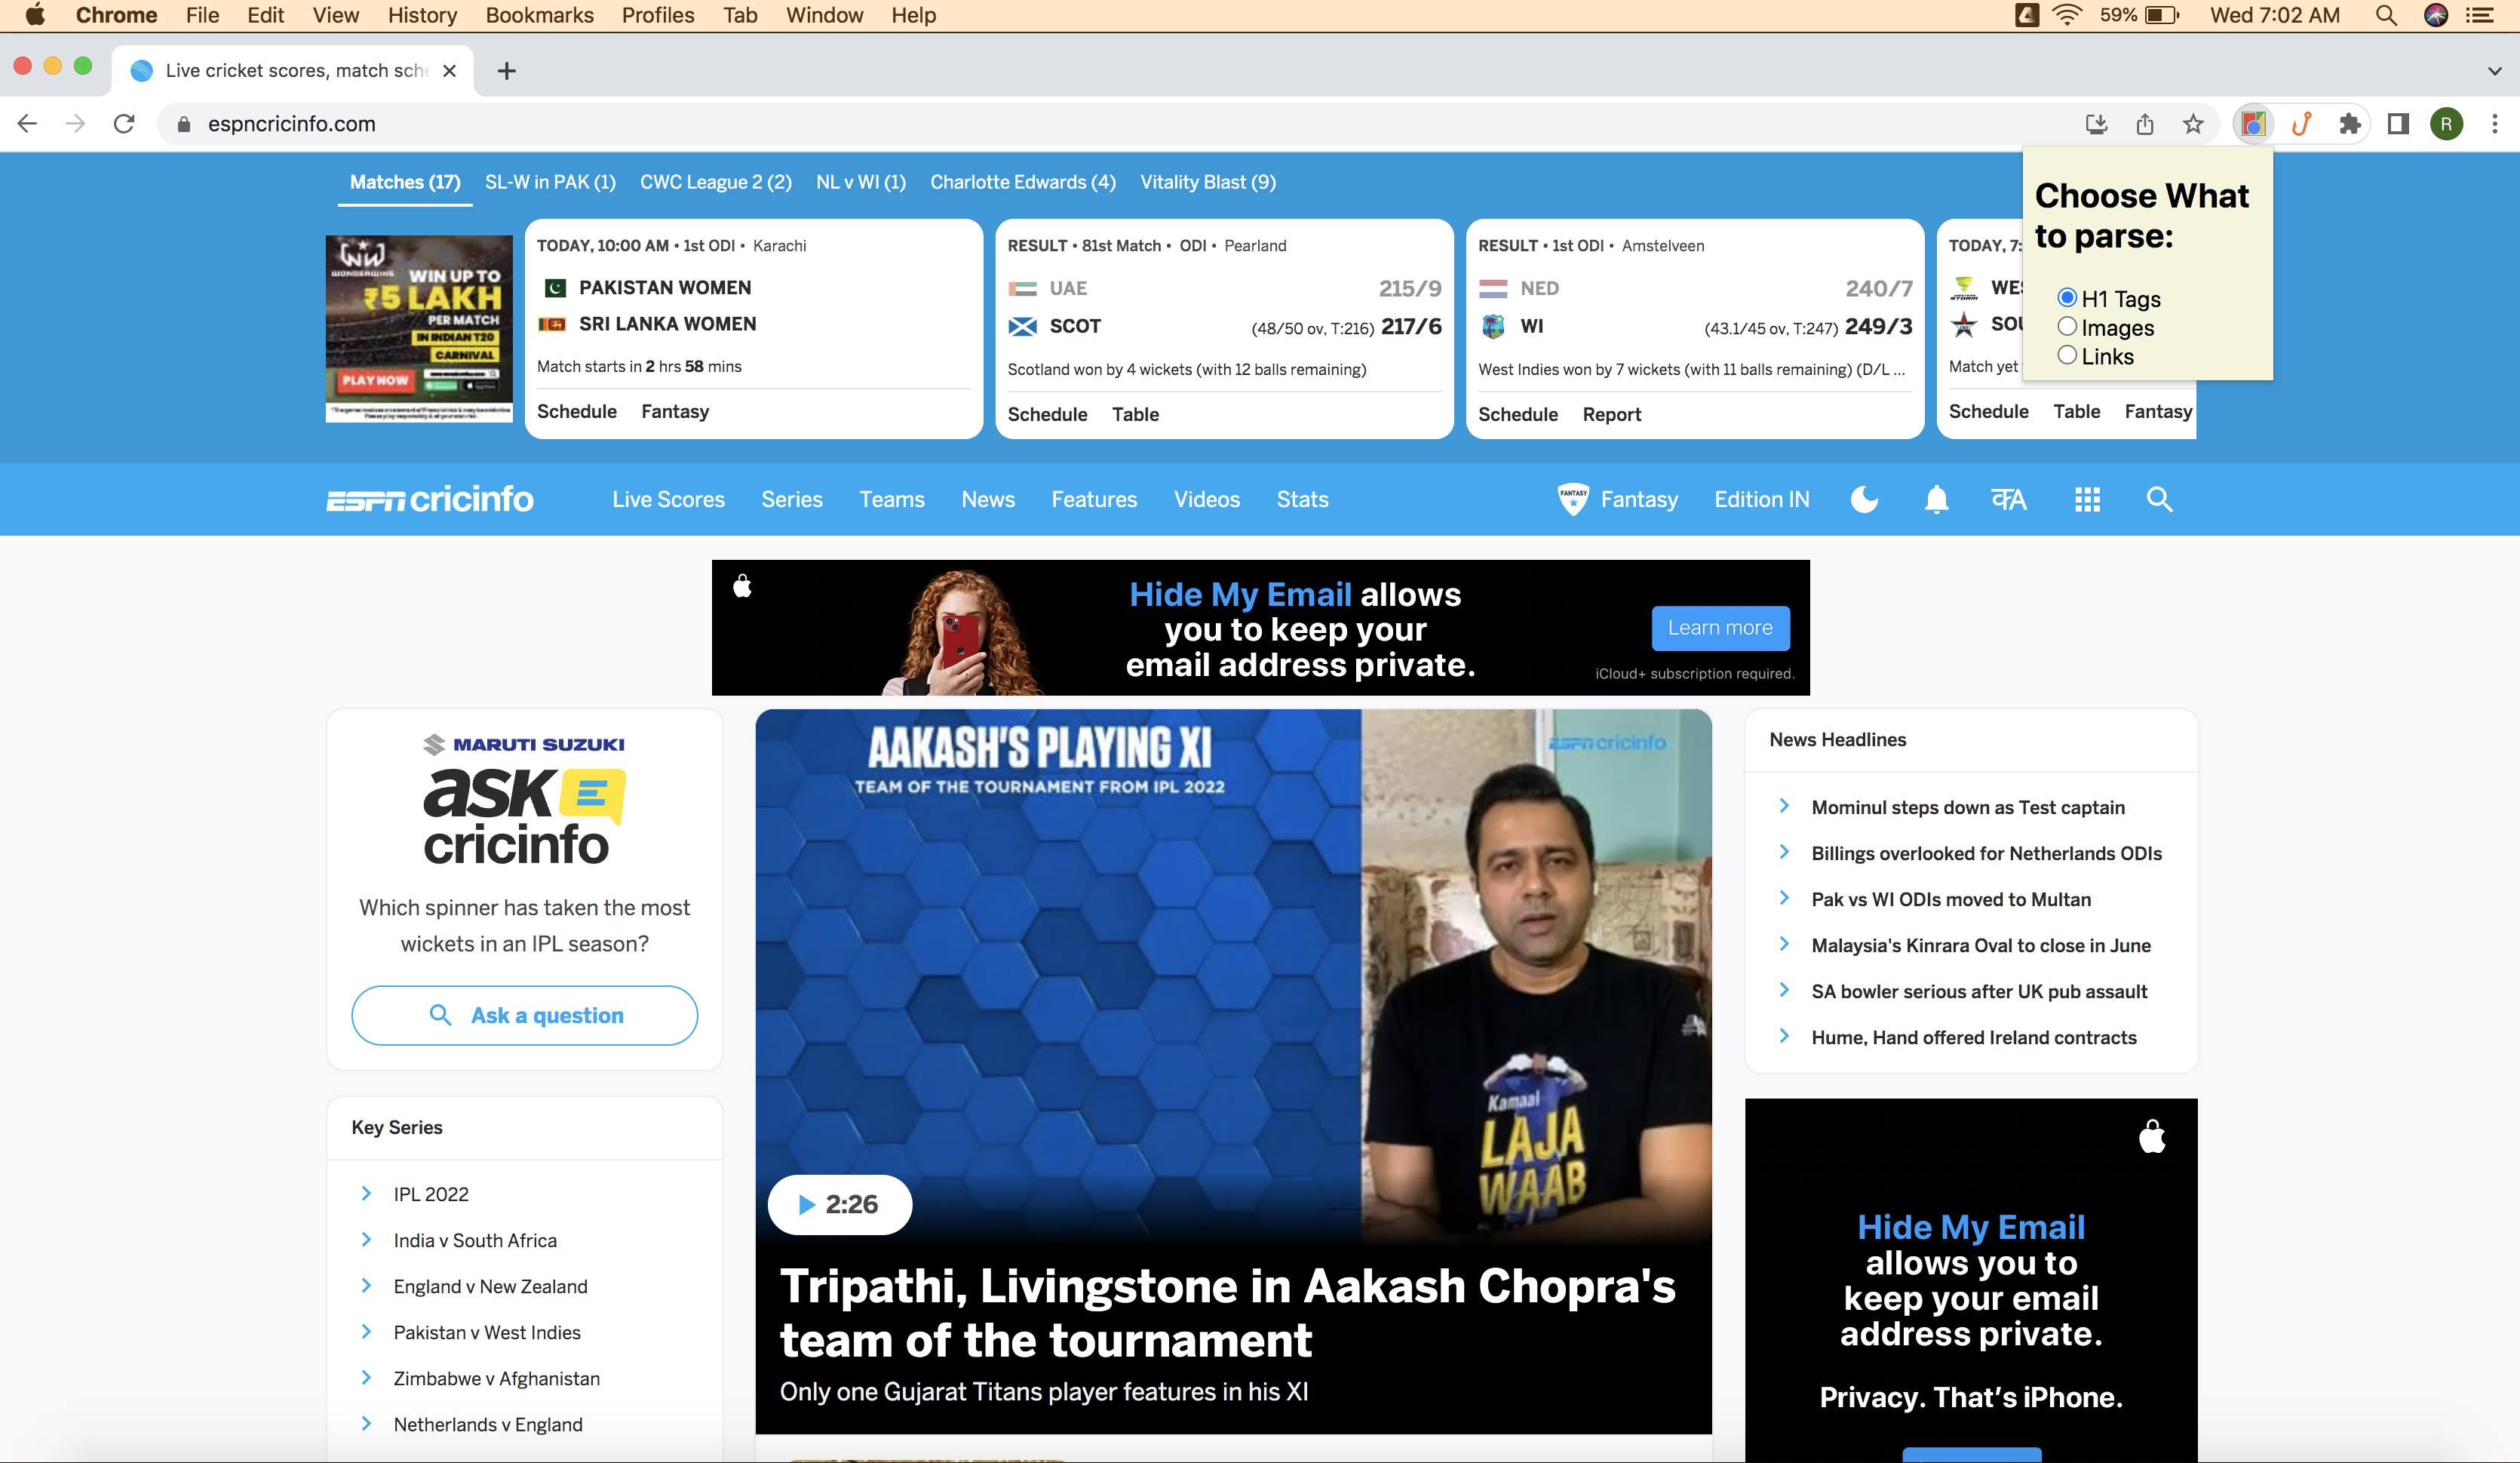 Chrome File Edit View History Bookmarks Profiles Tab Window Help
59% Wed 7:02 AM
Live cricket scores, match sch
espncricinfo.com
R
Matches (17) SL-W in PAK (1) CWC League 2 (2) NL v WI (1) Charlotte Edwards (4) Vitality Blast (9)
Choose What
to parse:
H1 Tags
Images
Links
WONDERWINS
WIN UP TO
₹5 LAKH
PER MATCH
IN INDIAN T20
CARNIVAL
PLAY NOW
TODAY, 10:00 AM • 1st ODI • Karachi
PAKISTAN WOMEN
SRI LANKA WOMEN
Match starts in 2 hrs 58 mins
Schedule Fantasy
RESULT • 81st Match • ODI • Pearland
UAE 215/9
SCOT (48/50 ov, T:216) 217/6
Scotland won by 4 wickets (with 12 balls remaining)
Schedule Table
RESULT • 1st ODI • Amstelveen
NED 240/7
WI (43.1/45 ov, T:247) 249/3
West Indies won by 7 wickets (with 11 balls remaining) (D/L ...
Schedule Report
TODAY, 7:
WES
SOU
Match yet
Schedule Table Fantasy
ESPN cricinfo Live Scores Series Teams News Features Videos Stats FANTASY Fantasy Edition IN
Hide My Email allows
you to keep your
email address private.
Learn more
iCloud+ subscription required.
MARUTI SUZUKI
ask
cricinfo
Which spinner has taken the most
wickets in an IPL season?
Ask a question
Key Series
IPL 2022
India v South Africa
England v New Zealand
Pakistan v West Indies
Zimbabwe v Afghanistan
Netherlands v England
AAKASH'S PLAYING XI
TEAM OF THE TOURNAMENT FROM IPL 2022
ESPN cricinfo
Kamaal
LAJA
WAAB
2:26
Tripathi, Livingstone in Aakash Chopra's
team of the tournament
Only one Gujarat Titans player features in his XI
News Headlines
Mominul steps down as Test captain
Billings overlooked for Netherlands ODIs
Pak vs WI ODIs moved to Multan
Malaysia's Kinrara Oval to close in June
SA bowler serious after UK pub assault
Hume, Hand offered Ireland contracts
Hide My Email
allows you to
keep your email
address private.
Privacy. That's iPhone.